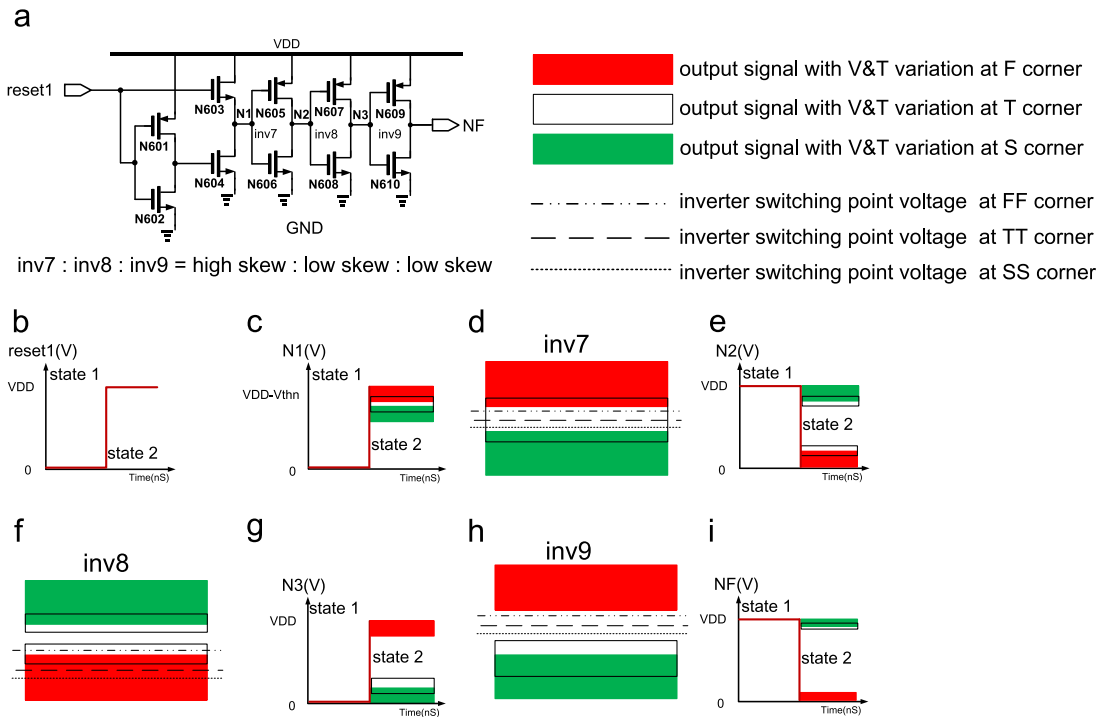 a
VDD
reset1
N603
N1
N605
N2
N607
N3
N609
N601
inv7
inv8
inv9
NF
N604
N606
N608
N610
N602
GND
inv7 : inv8 : inv9 = high skew : low skew : low skew
output signal with V&T variation at F corner
output signal with V&T variation at T corner
output signal with V&T variation at S corner
inverter switching point voltage at FF corner
inverter switching point voltage at TT corner
inverter switching point voltage at SS corner
b
reset1(V)
VDD
state 1
state 2
0
Time(nS)
c
N1(V)
state 1
VDD-Vthn
state 2
0
Time(nS)
d
inv7
e
N2(V)
VDD
state 1
state 2
0
Time(nS)
f
inv8
g
N3(V)
state 1
VDD
state 2
0
Time(nS)
h
inv9
i
NF(V)
state 1
VDD
state 2
0
Time(nS)